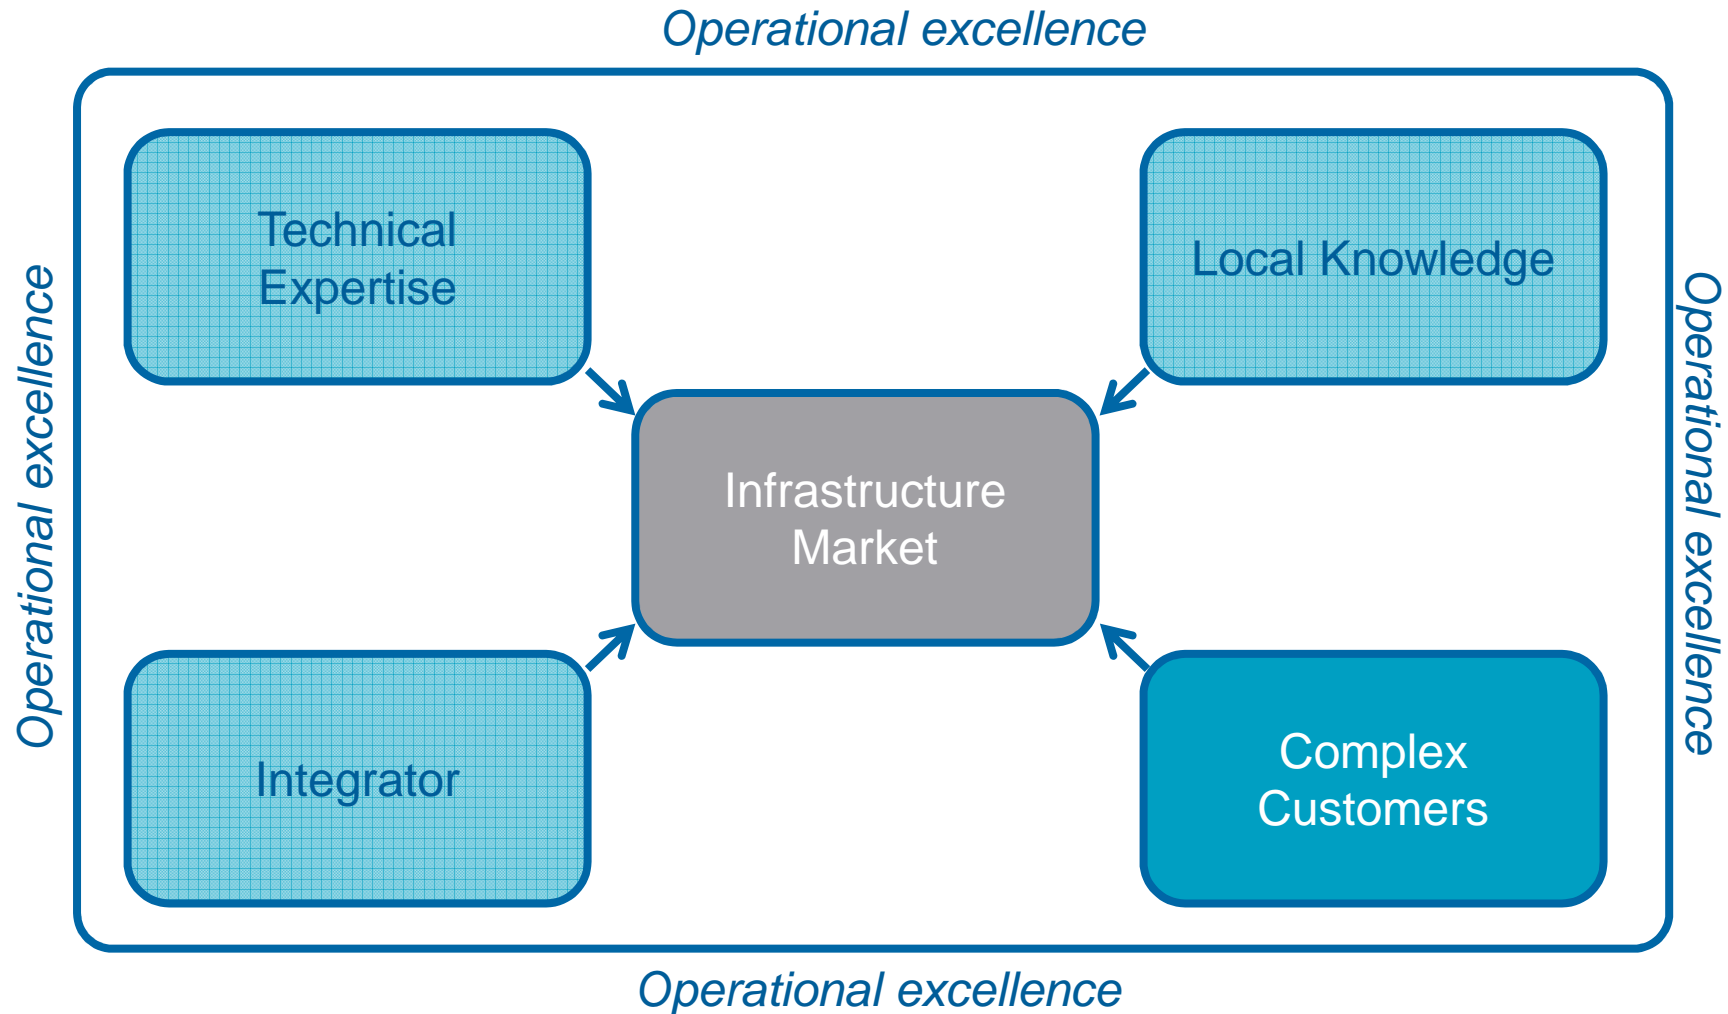 Operational excellence
Technical
Expertise
Local Knowledge
Operational excellence
Operational excellence
Infrastructure
Market
Integrator
Complex
Customers
Operational excellence